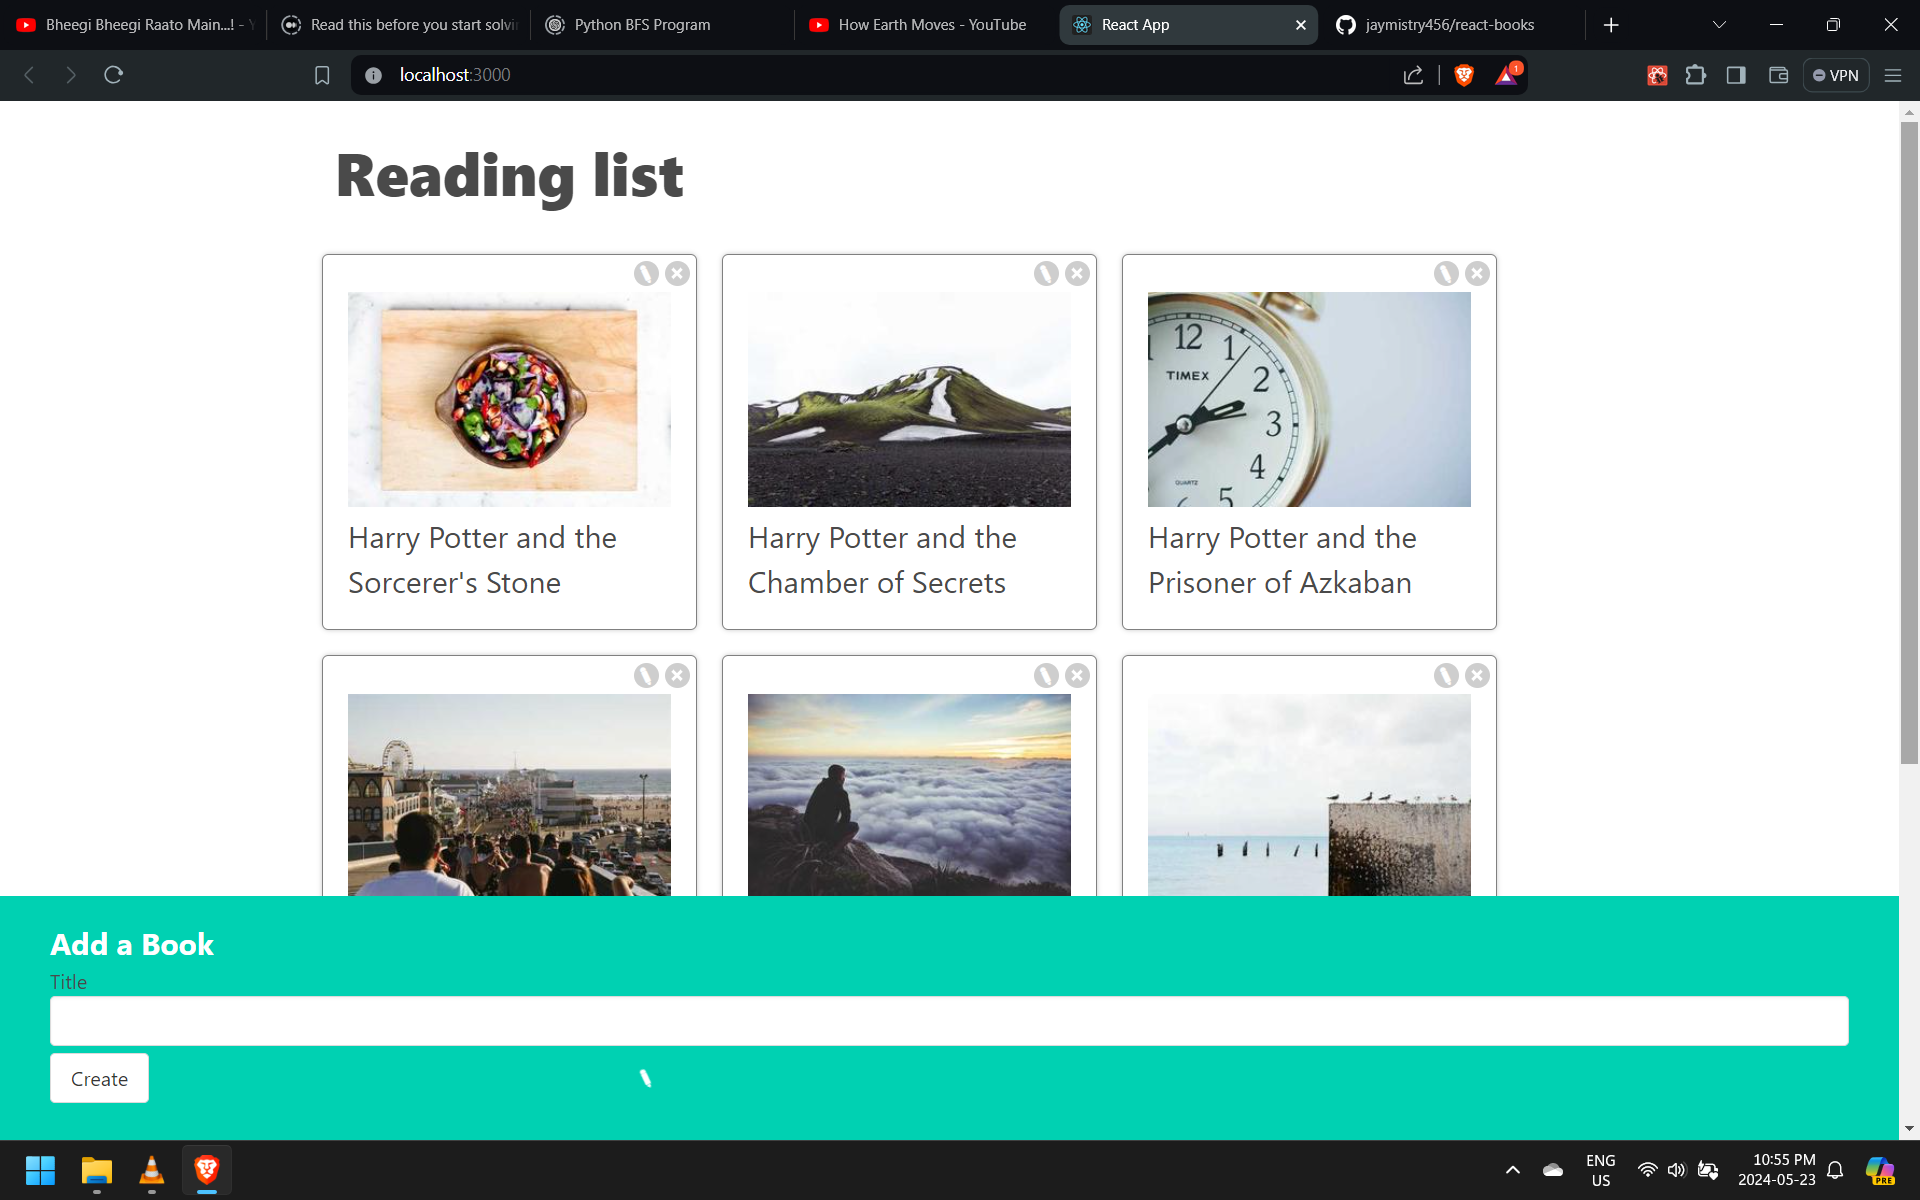 Bheegi Bheegi Raato Main...! - Y
Read this before you start solvin
Python BFS Program
How Earth Moves - YouTube
React App
jaymistry456/react-books
localhost:3000
1
VPN
Reading list
12
1
TIMEX
2
3
4
QUARTZ
5
Harry Potter and the
Sorcerer's Stone
Harry Potter and the
Chamber of Secrets
Harry Potter and the
Prisoner of Azkaban
Add a Book
Title
Create
ENG
US
10:55 PM
2024-05-23
PRE